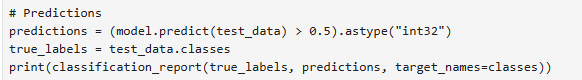 # Predictions
predictions = (model.predict(test_data) > 0.5).astype("int32")
true_labels = test_data.classes
print(classification_report(true_labels, predictions, target_names=classes))